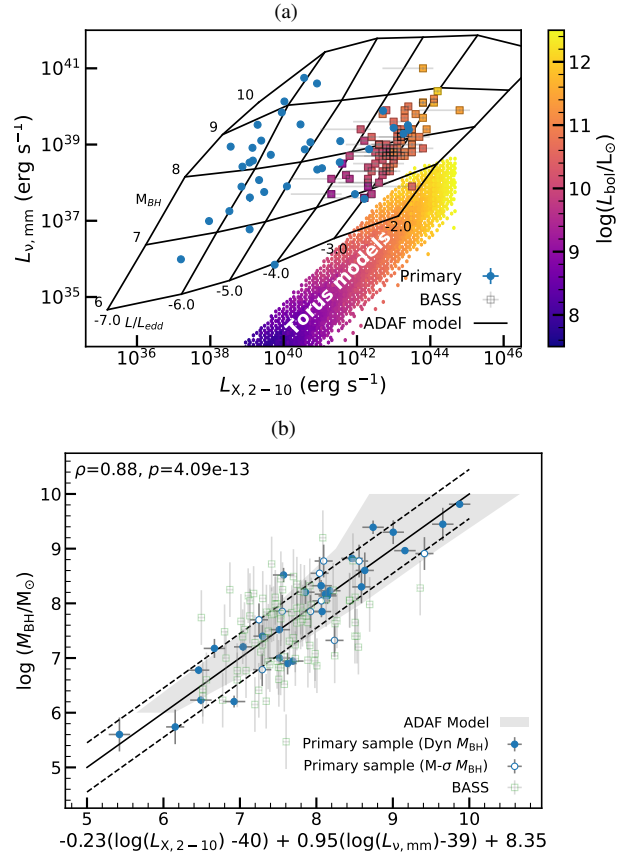 (a)
10^41
10^39
10^37
10^35
L_ν,mm (erg s^−1)
10
9
8
M_BH
7
6
-7.0
L/L_edd
-6.0
-5.0
-4.0
-3.0
-2.0
Torus models
Primary
BASS
ADAF model
10^36 10^38 10^40 10^42 10^44 10^46
L_X, 2−10 (erg s^−1)
12
11
10
9
8
log(L_bol/L_⊙)
(b)
ρ=0.88, p=4.09e-13
10
9
8
7
6
5
log (M_BH/M_⊙)
ADAF Model
Primary sample (Dyn M_BH)
Primary sample (M-σ M_BH)
BASS
5 6 7 8 9 10
-0.23(log(L_X, 2−10) -40) + 0.95(log(L_ν,mm)-39) + 8.35